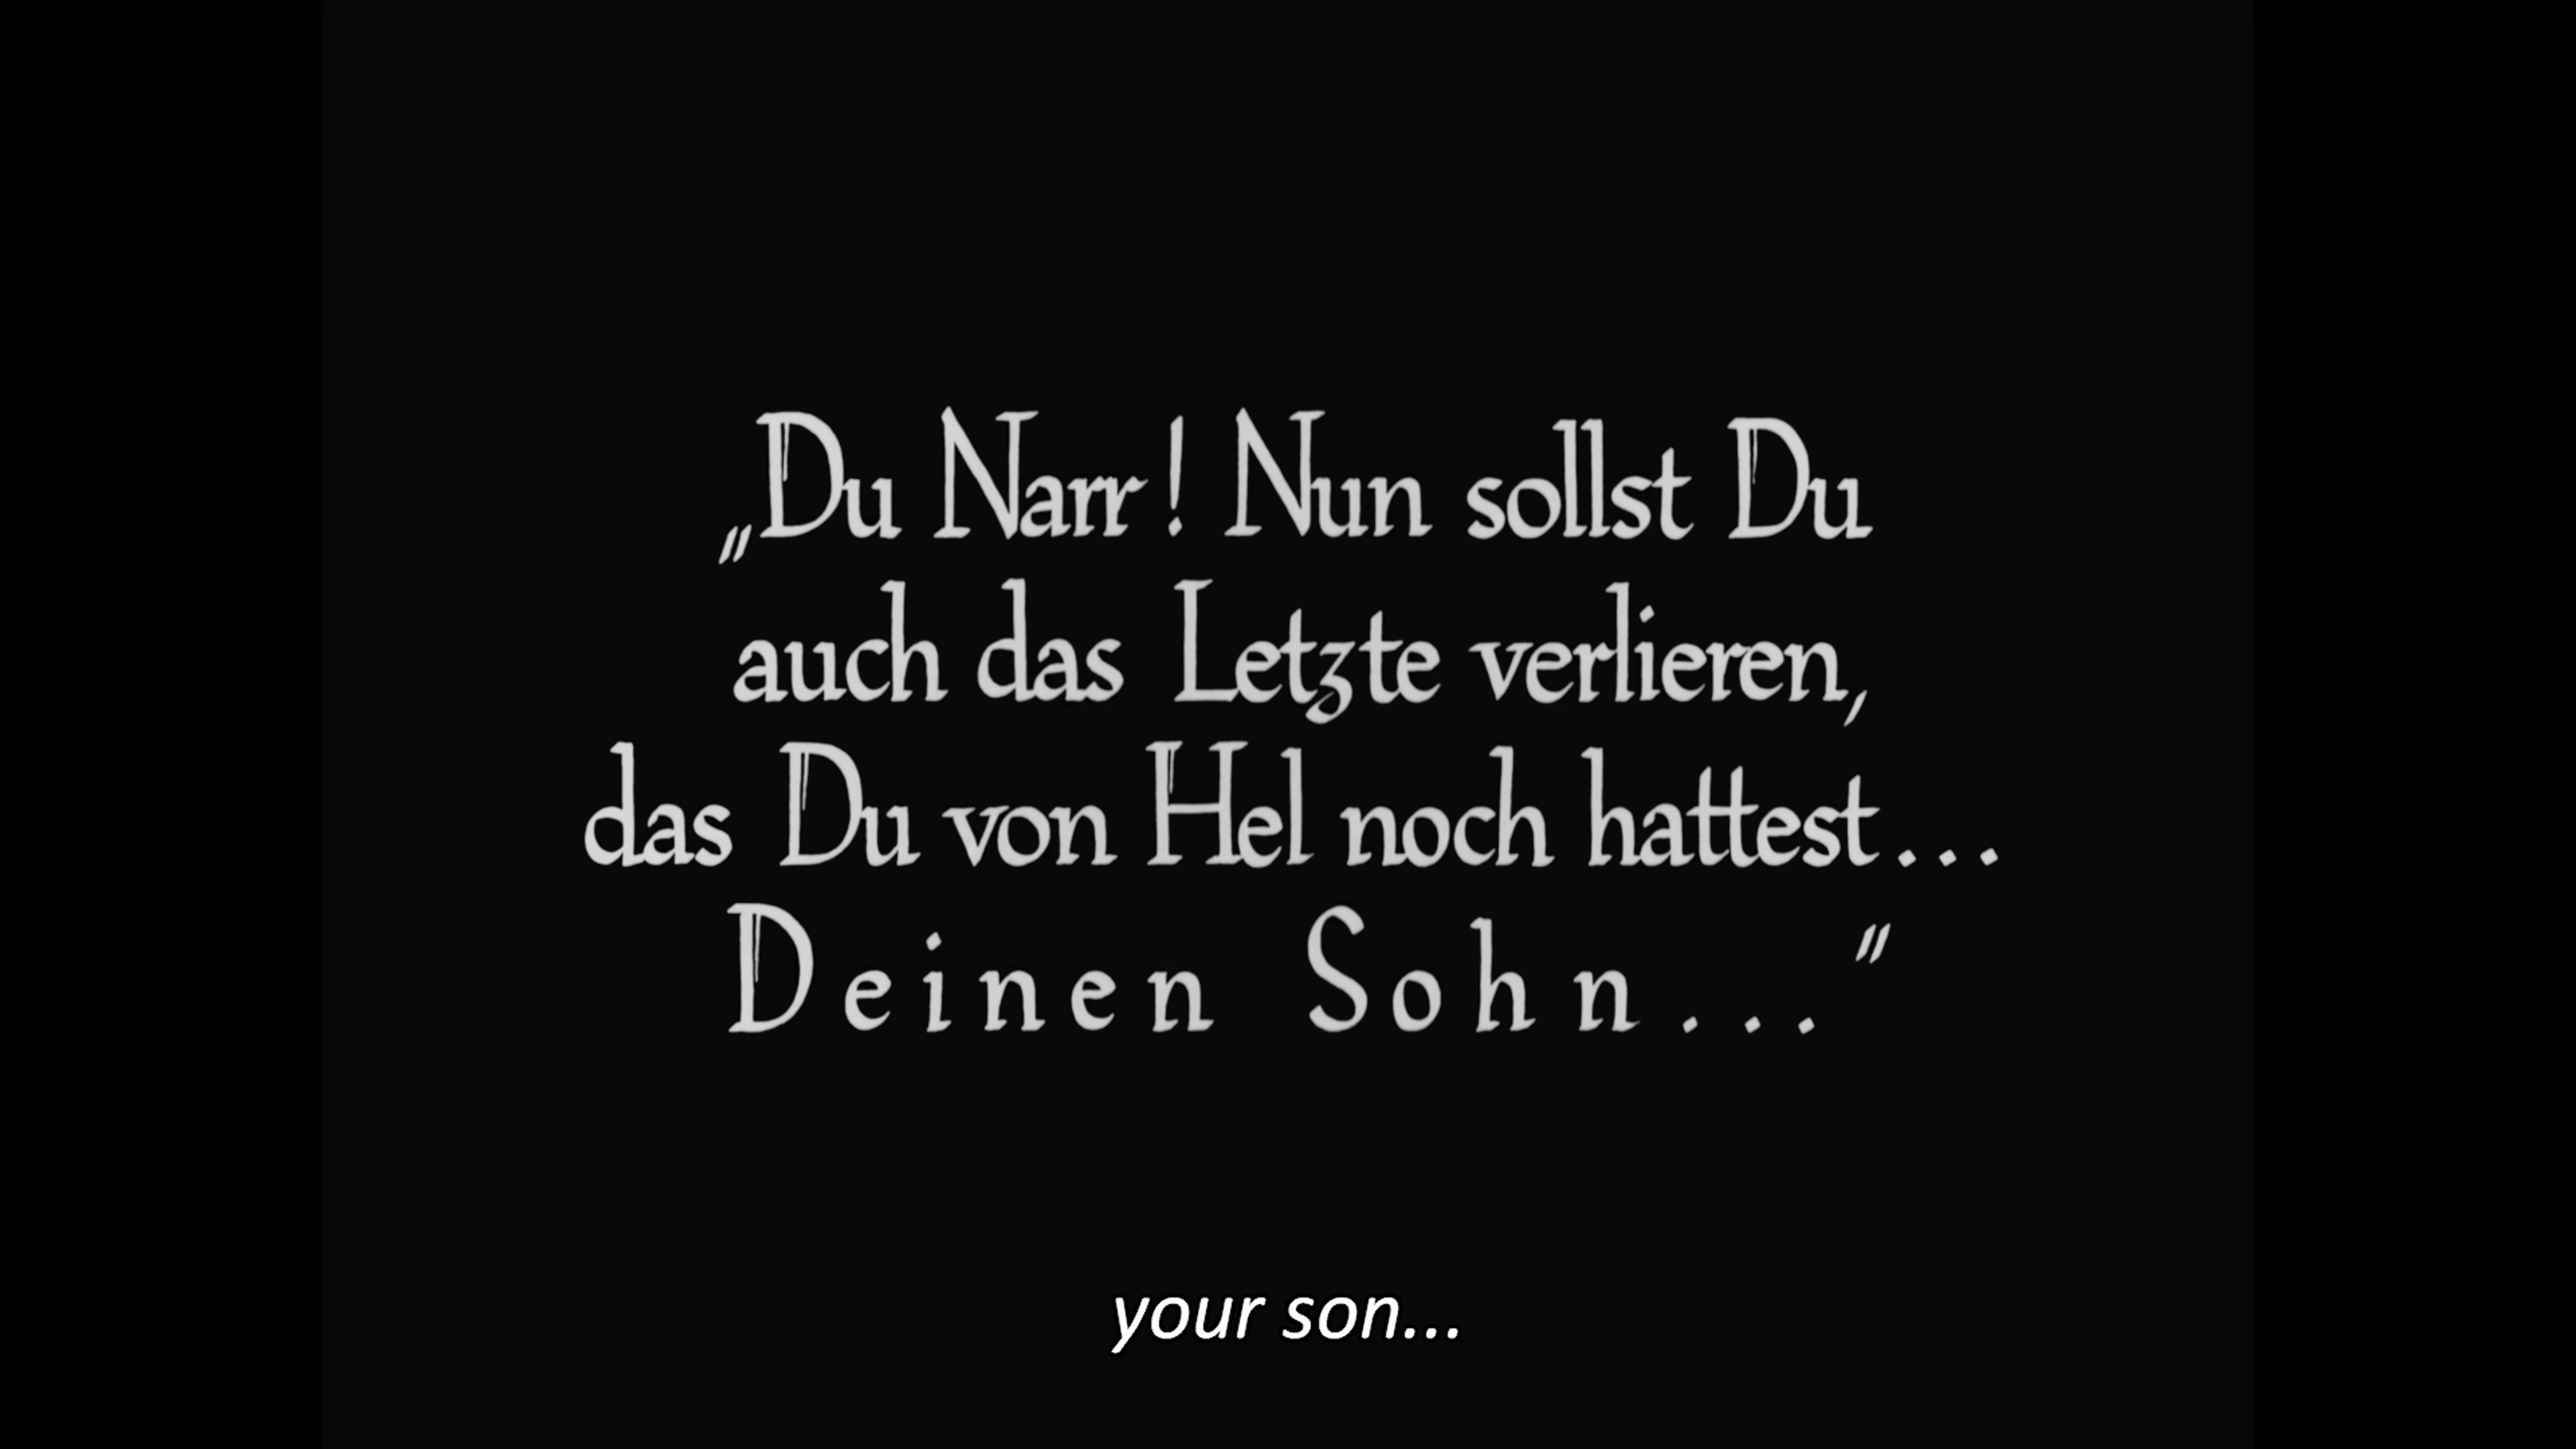 „Du Narr! Nun sollst Du
auch das Letzte verlieren,
das Du von Hel noch hattest...
Deinen Sohn..."
your son...